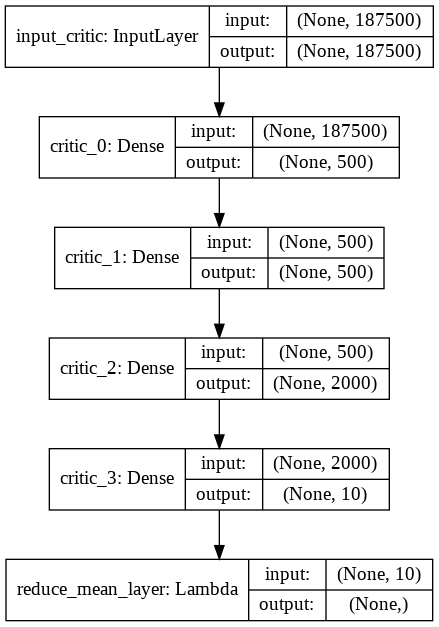 input_critic: InputLayer
input: (None, 187500)
output: (None, 187500)
critic_0: Dense
input: (None, 187500)
output: (None, 500)
critic_1: Dense
input: (None, 500)
output: (None, 500)
critic_2: Dense
input: (None, 500)
output: (None, 2000)
critic_3: Dense
input: (None, 2000)
output: (None, 10)
reduce_mean_layer: Lambda
input: (None, 10)
output: (None,)